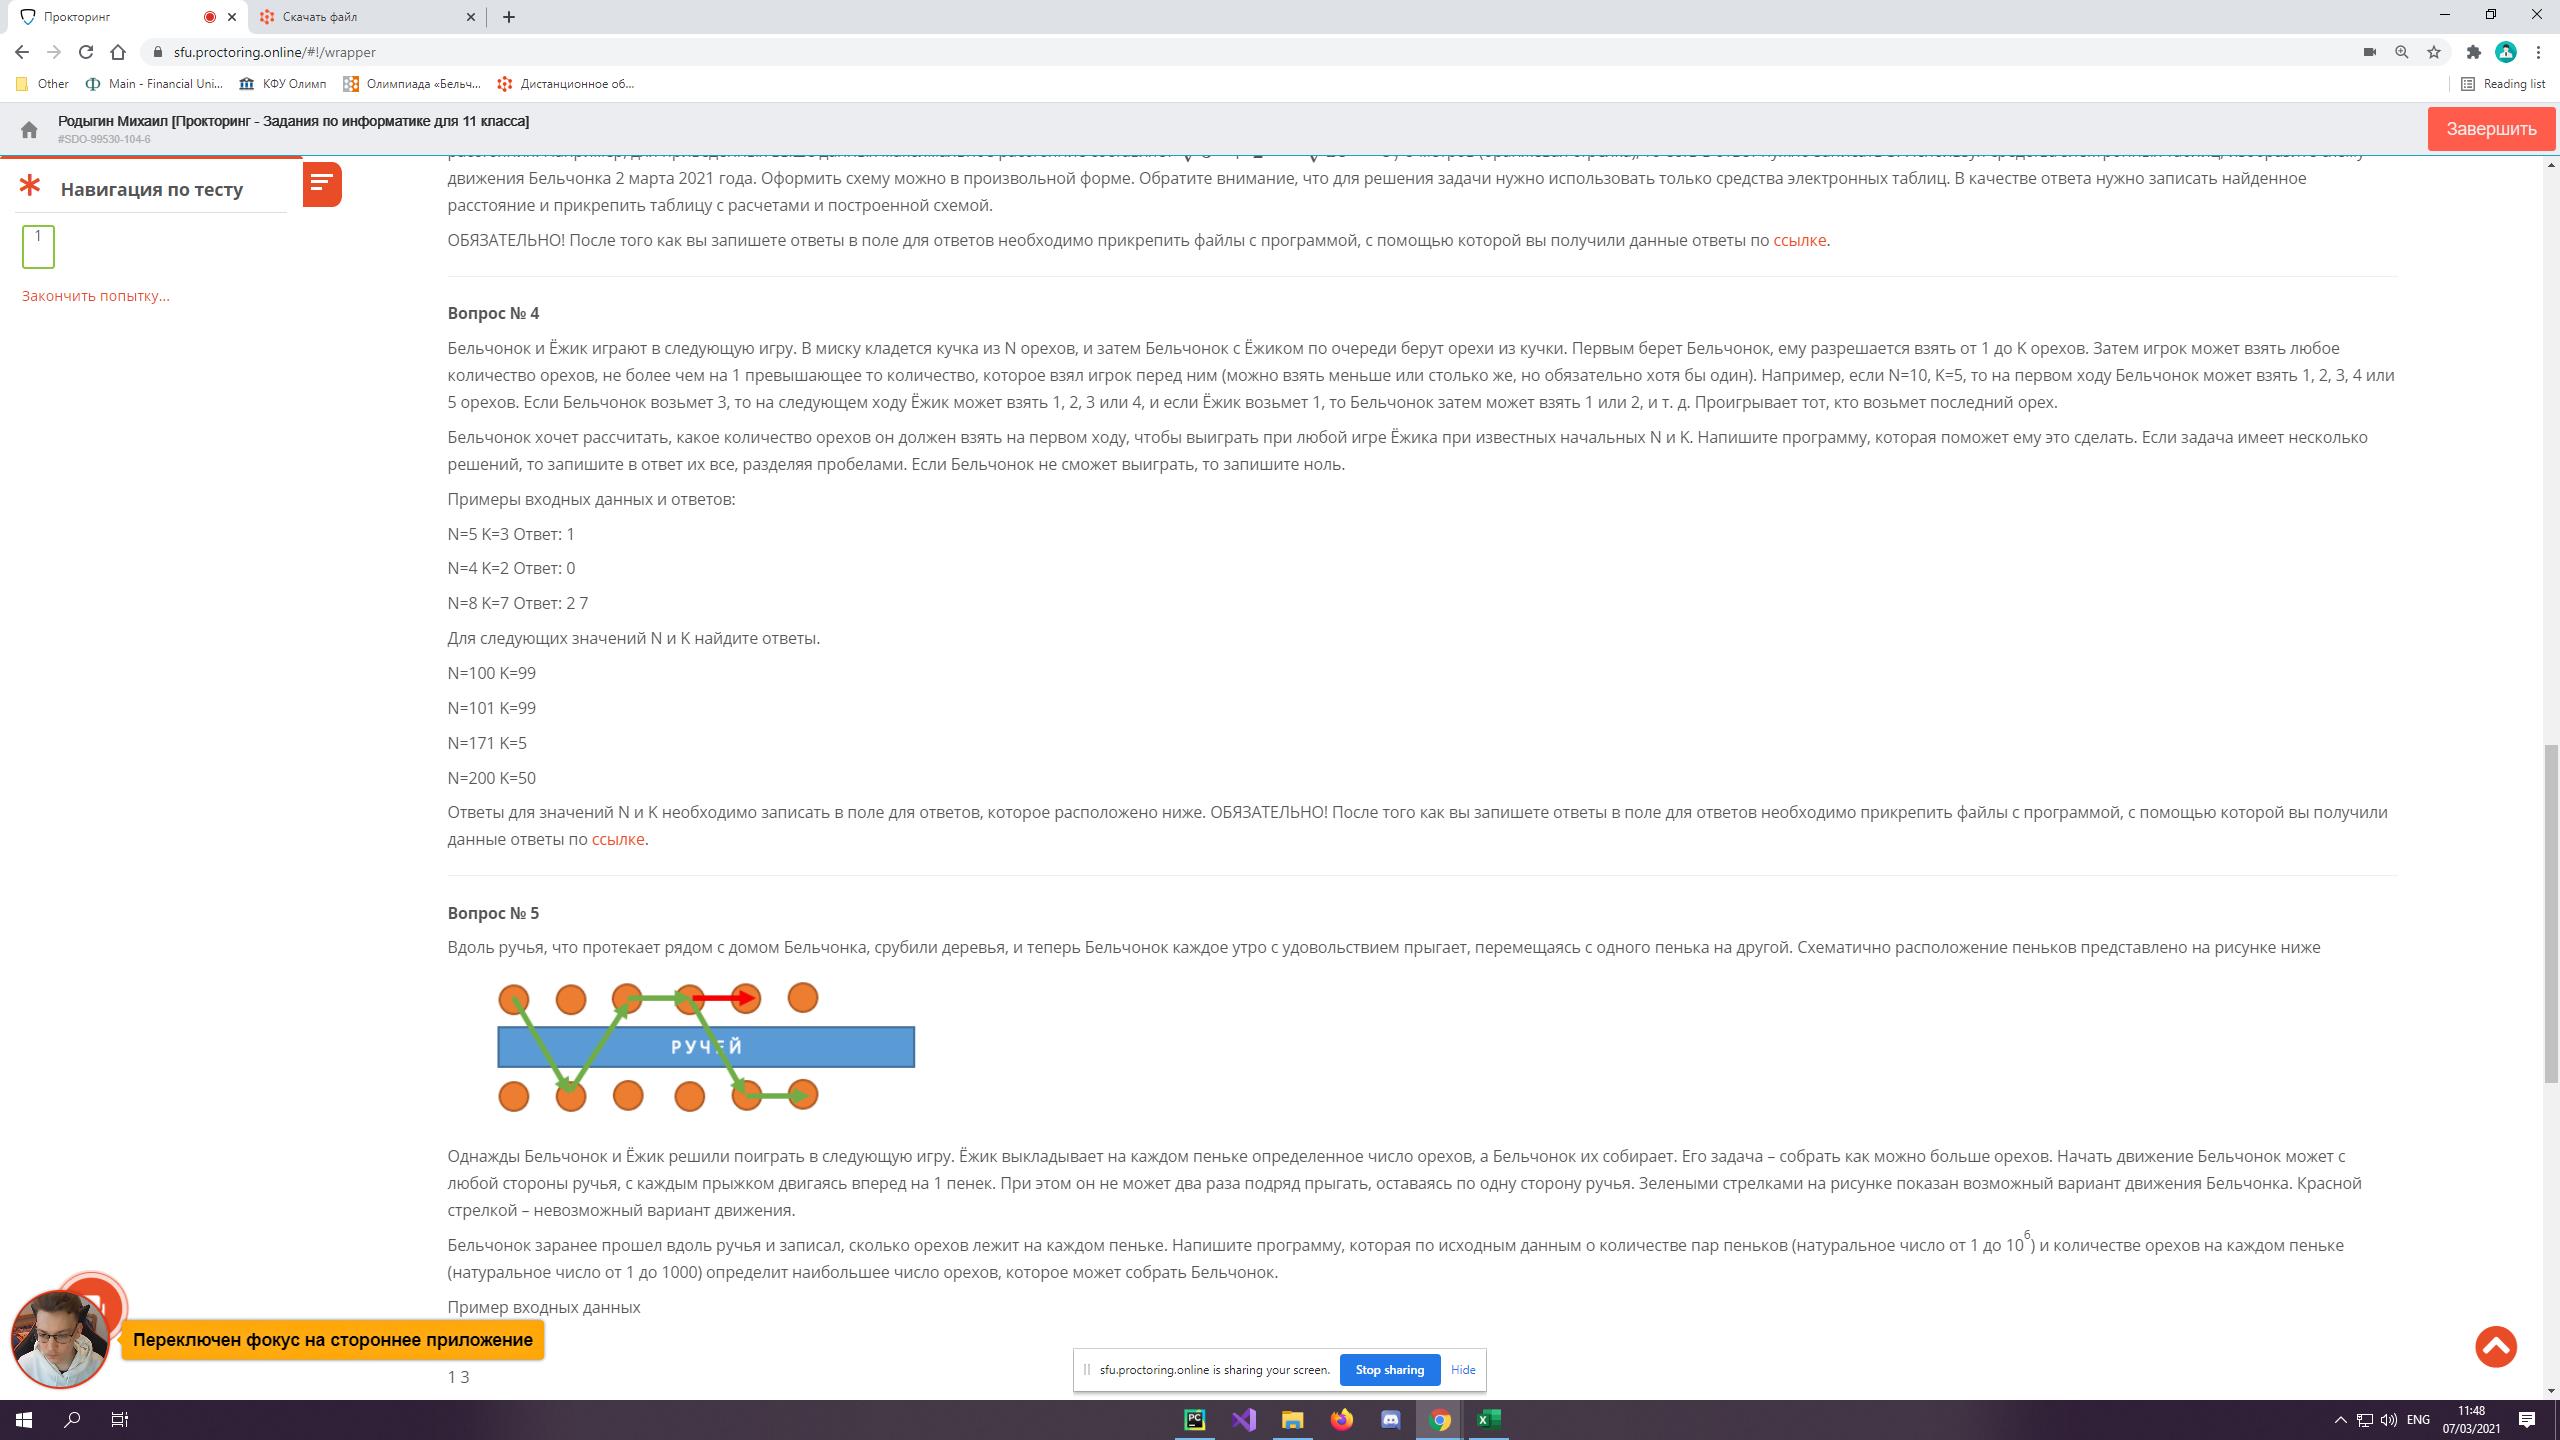 Прокторинг
Скачать файл
sfu.proctoring.online/#!/wrapper
Other
Main - Financial Uni...
КФУ Олимп
Олимпиада «Бельч...
Дистанционное об...
Reading list
Родыгин Михаил [Прокторинг - Задания по информатике для 11 класса]
#SDO-99530-104-6
Завершить
Навигация по тесту
1
Закончить попытку...
движения Бельчонка 2 марта 2021 года. Оформить схему можно в произвольной форме. Обратите внимание, что для решения задачи нужно использовать только средства электронных таблиц. В качестве ответа нужно записать найденное
расстояние и прикрепить таблицу с расчетами и построенной схемой.
ОБЯЗАТЕЛЬНО! После того как вы запишете ответы в поле для ответов необходимо прикрепить файлы с программой, с помощью которой вы получили данные ответы по ссылке.
Вопрос № 4
Бельчонок и Ёжик играют в следующую игру. В миску кладется кучка из N орехов, и затем Бельчонок с Ёжиком по очереди берут орехи из кучки. Первым берет Бельчонок, ему разрешается взять от 1 до K орехов. Затем игрок может взять любое
количество орехов, не более чем на 1 превышающее то количество, которое взял игрок перед ним (можно взять меньше или столько же, но обязательно хотя бы один). Например, если N=10, K=5, то на первом ходу Бельчонок может взять 1, 2, 3, 4 или
5 орехов. Если Бельчонок возьмет 3, то на следующем ходу Ёжик может взять 1, 2, 3 или 4, и если Ёжик возьмет 1, то Бельчонок затем может взять 1 или 2, и т. д. Проигрывает тот, кто возьмет последний орех.
Бельчонок хочет рассчитать, какое количество орехов он должен взять на первом ходу, чтобы выиграть при любой игре Ёжика при известных начальных N и K. Напишите программу, которая поможет ему это сделать. Если задача имеет несколько
решений, то запишите в ответ их все, разделяя пробелами. Если Бельчонок не сможет выиграть, то запишите ноль.
Примеры входных данных и ответов:
N=5 K=3 Ответ: 1
N=4 K=2 Ответ: 0
N=8 K=7 Ответ: 2 7
Для следующих значений N и K найдите ответы.
N=100 K=99
N=101 K=99
N=171 K=5
N=200 K=50
Ответы для значений N и K необходимо записать в поле для ответов, которое расположено ниже. ОБЯЗАТЕЛЬНО! После того как вы запишете ответы в поле для ответов необходимо прикрепить файлы с программой, с помощью которой вы получили
данные ответы по ссылке.
Вопрос № 5
Вдоль ручья, что протекает рядом с домом Бельчонка, срубили деревья, и теперь Бельчонок каждое утро с удовольствием прыгает, перемещаясь с одного пенька на другой. Схематично расположение пеньков представлено на рисунке ниже
РУЧЕЙ
Однажды Бельчонок и Ёжик решили поиграть в следующую игру. Ёжик выкладывает на каждом пеньке определенное число орехов, а Бельчонок их собирает. Его задача – собрать как можно больше орехов. Начать движение Бельчонок может с
любой стороны ручья, с каждым прыжком двигаясь вперед на 1 пенек. При этом он не может два раза подряд прыгать, оставаясь по одну сторону ручья. Зелеными стрелками на рисунке показан возможный вариант движения Бельчонка. Красной
стрелкой – невозможный вариант движения.
Бельчонок заранее прошел вдоль ручья и записал, сколько орехов лежит на каждом пеньке. Напишите программу, которая по исходным данным о количестве пар пеньков (натуральное число от 1 до 10⁶) и количестве орехов на каждом пеньке
(натуральное число от 1 до 1000) определит наибольшее число орехов, которое может собрать Бельчонок.
Пример входных данных
Переключен фокус на стороннее приложение
1 3
sfu.proctoring.online is sharing your screen.
Stop sharing
Hide
ENG
11:48
07/03/2021